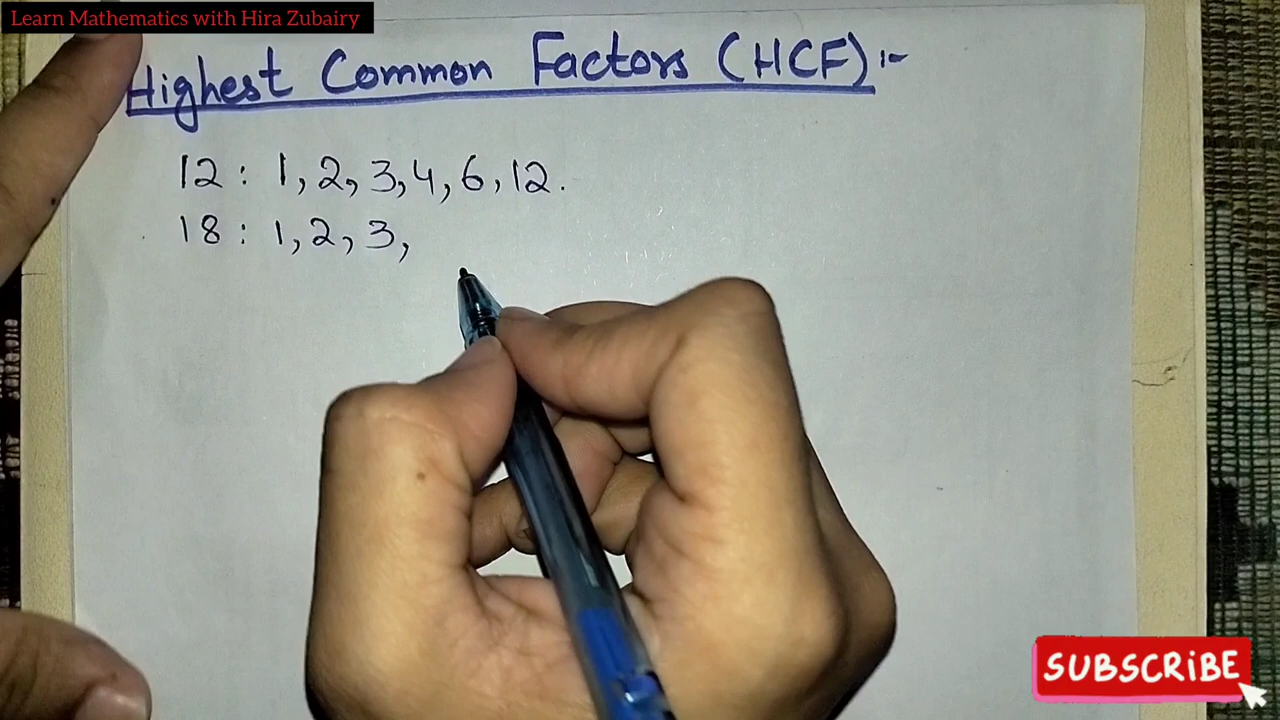 Learn Mathematics with Hira Zubairy
Highest Common Factors (HCF):-
12 : 1, 2, 3, 4, 6, 12.
18 : 1, 2, 3,
SUBSCRiBE